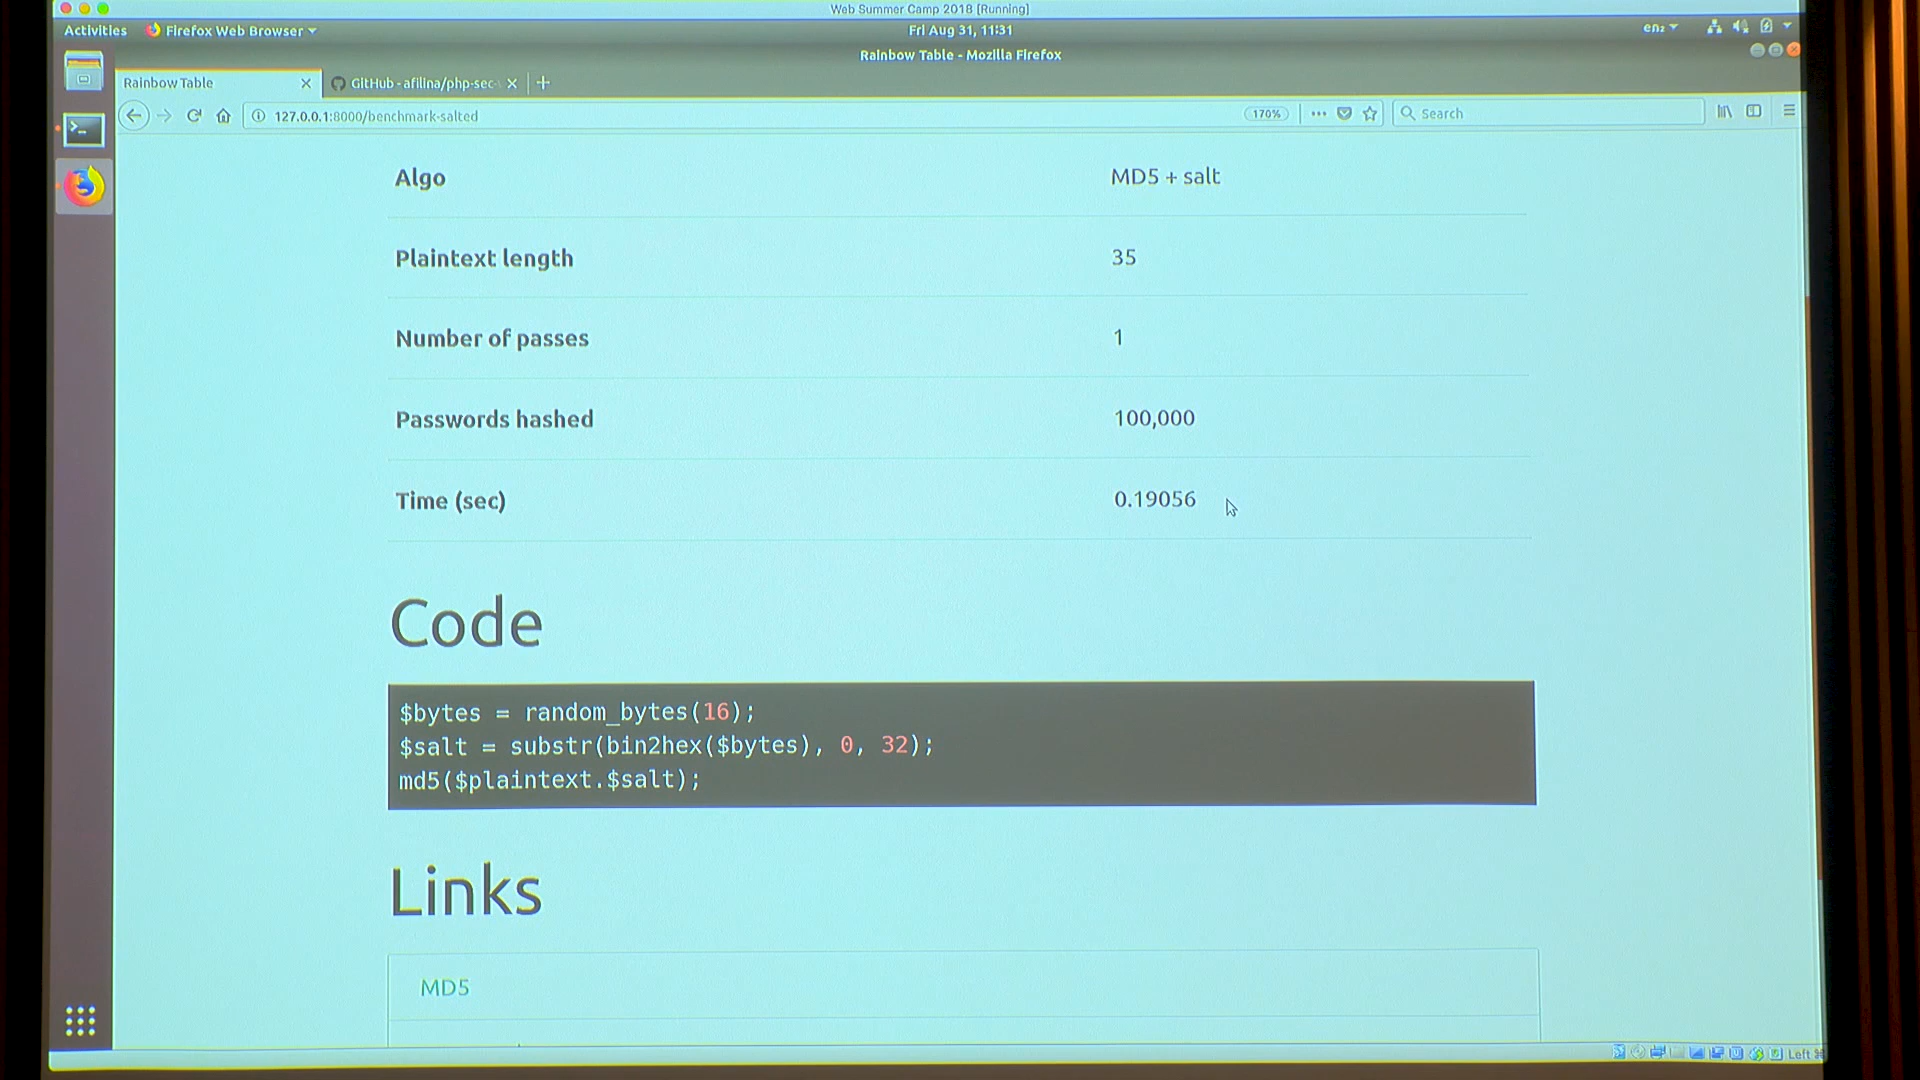 Web Summer Camp 2018 [Running]
Activities Firefox Web Browser Fri Aug 31, 11:31 en2
Rainbow Table - Mozilla Firefox
Rainbow Table GitHub - afilina/php-sec-
127.0.0.1:8000/benchmark-salted 170% Search
Algo MD5 + salt
Plaintext length 35
Number of passes 1
Passwords hashed 100,000
Time (sec) 0.19056
Code
$bytes = random_bytes(16);
$salt = substr(bin2hex($bytes), 0, 32);
md5($plaintext.$salt);
Links
MD5
Left ⌘